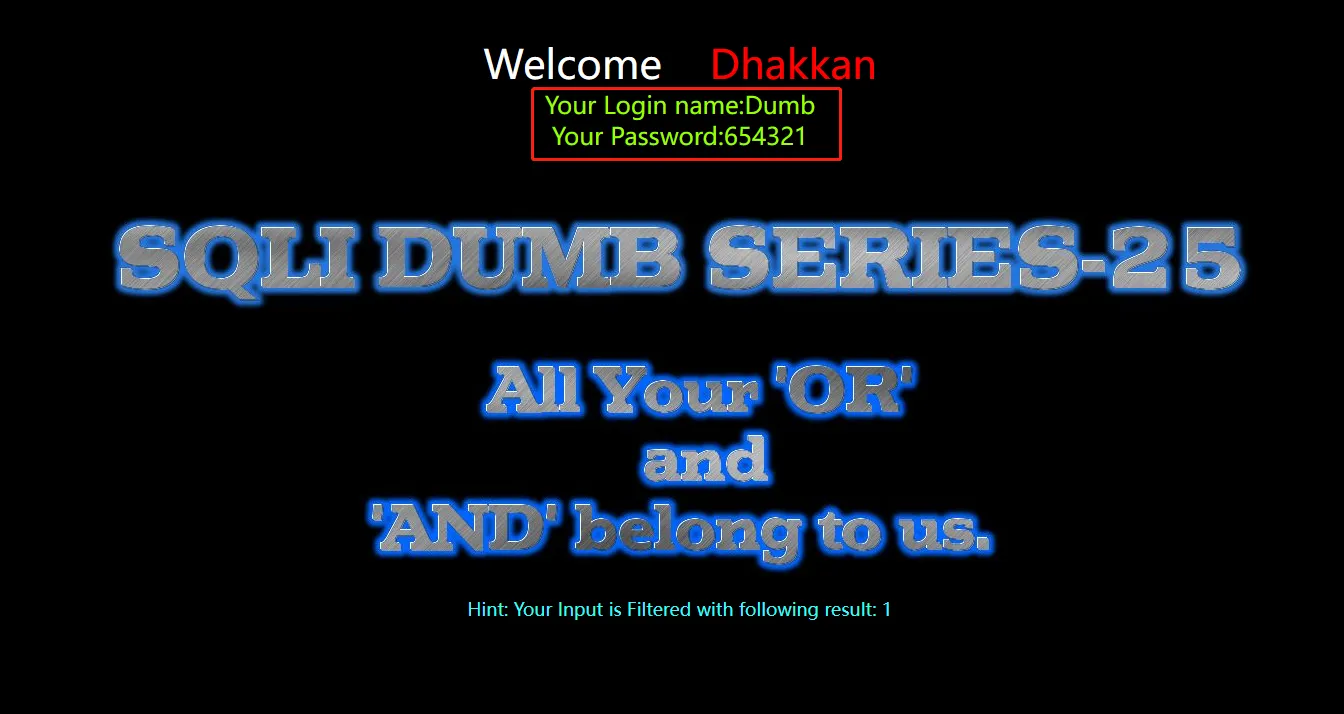 Welcome Dhakkan
Your Login name:Dumb
Your Password:654321
SQLI DUMB SERIES-25
All Your 'OR'
and
'AND' belong to us.
Hint: Your Input is Filtered with following result: 1